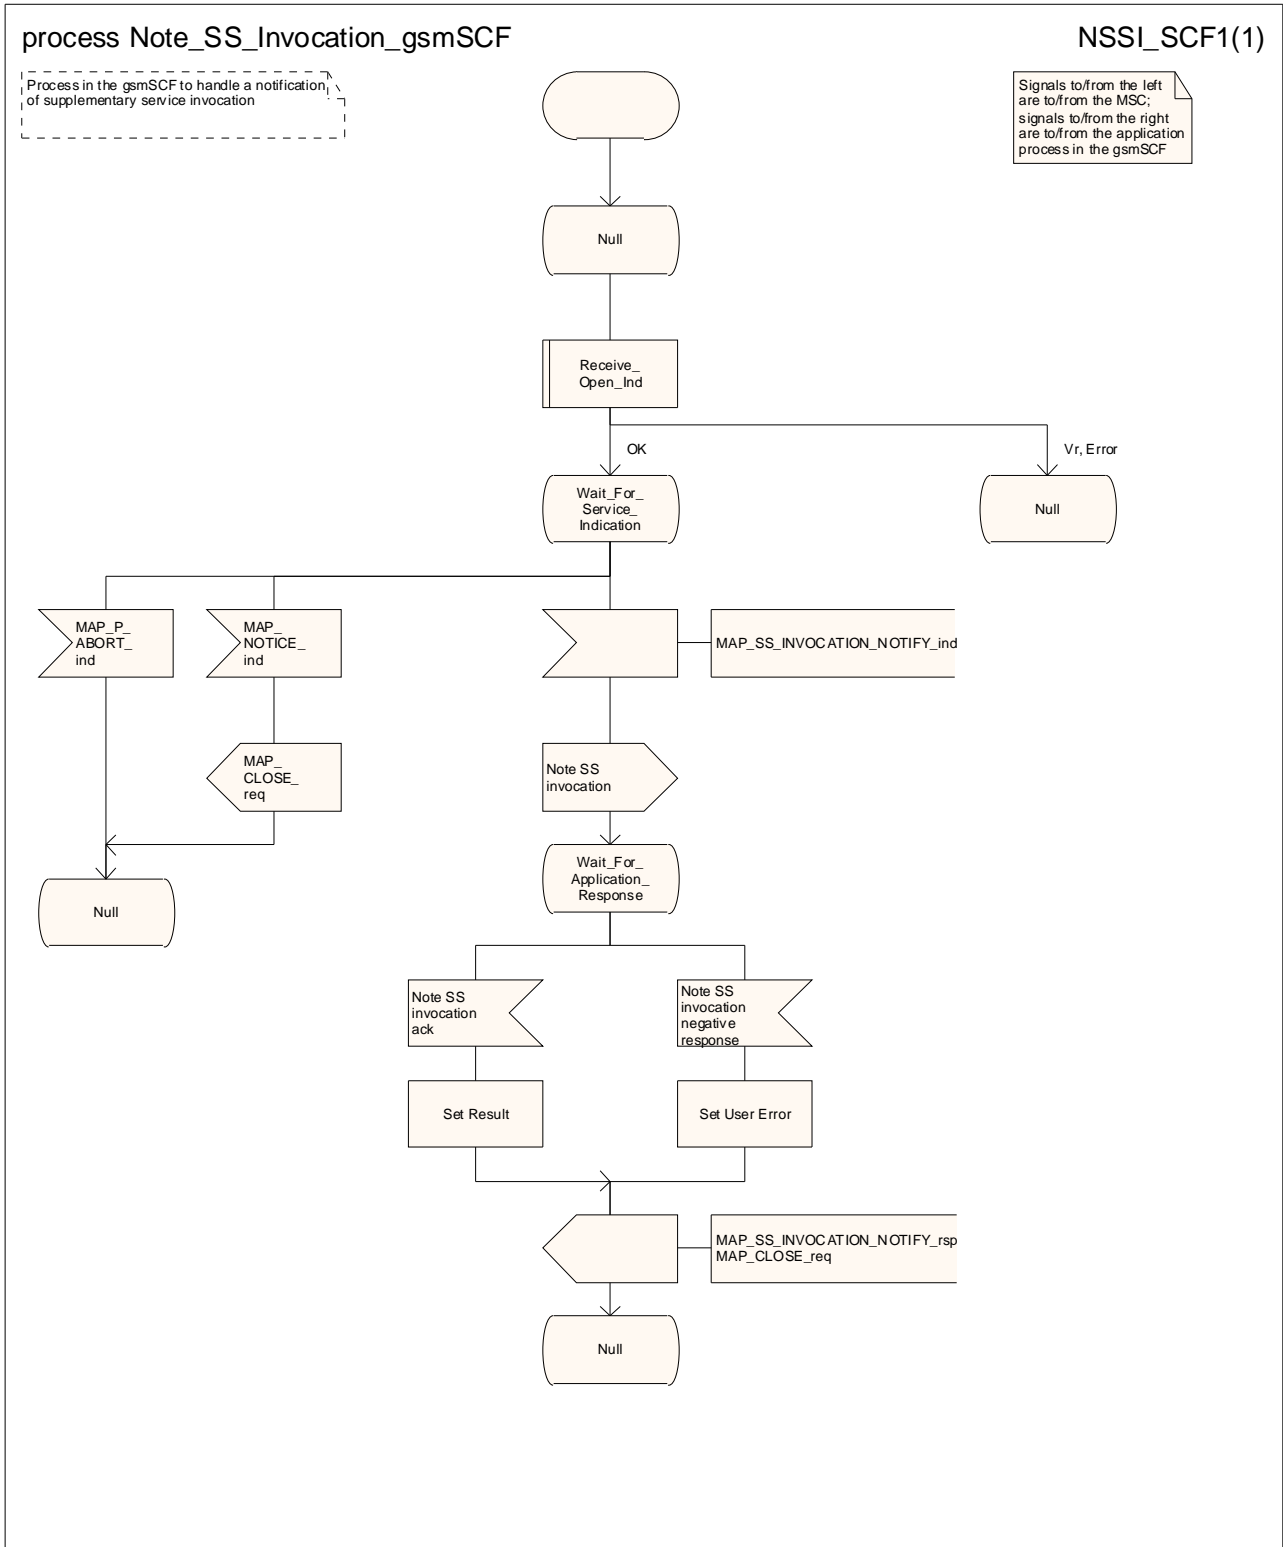 process Note_SS_Invocation_gsmSCF
NSSI_SCF1(1)
Process in the gsmSCF to handle a notification
of supplementary service invocation
Signals to/from the left
are to/from the MSC;
signals to/from the right
are to/from the application
process in the gsmSCF
Null
Receive_
Open_Ind
OK
Vr, Error
Wait_For_
Service_
Indication
Null
MAP_P_
ABORT_
ind
MAP_
NOTICE_
ind
MAP_SS_INVOCATION_NOTIFY_ind
MAP_
CLOSE_
req
Note SS
invocation
Wait_For_
Application_
Response
Null
Note SS
invocation
ack
Note SS
invocation
negative
response
Set Result
Set User Error
MAP_SS_INVOCATION_NOTIFY_rsp
MAP_CLOSE_req
Null